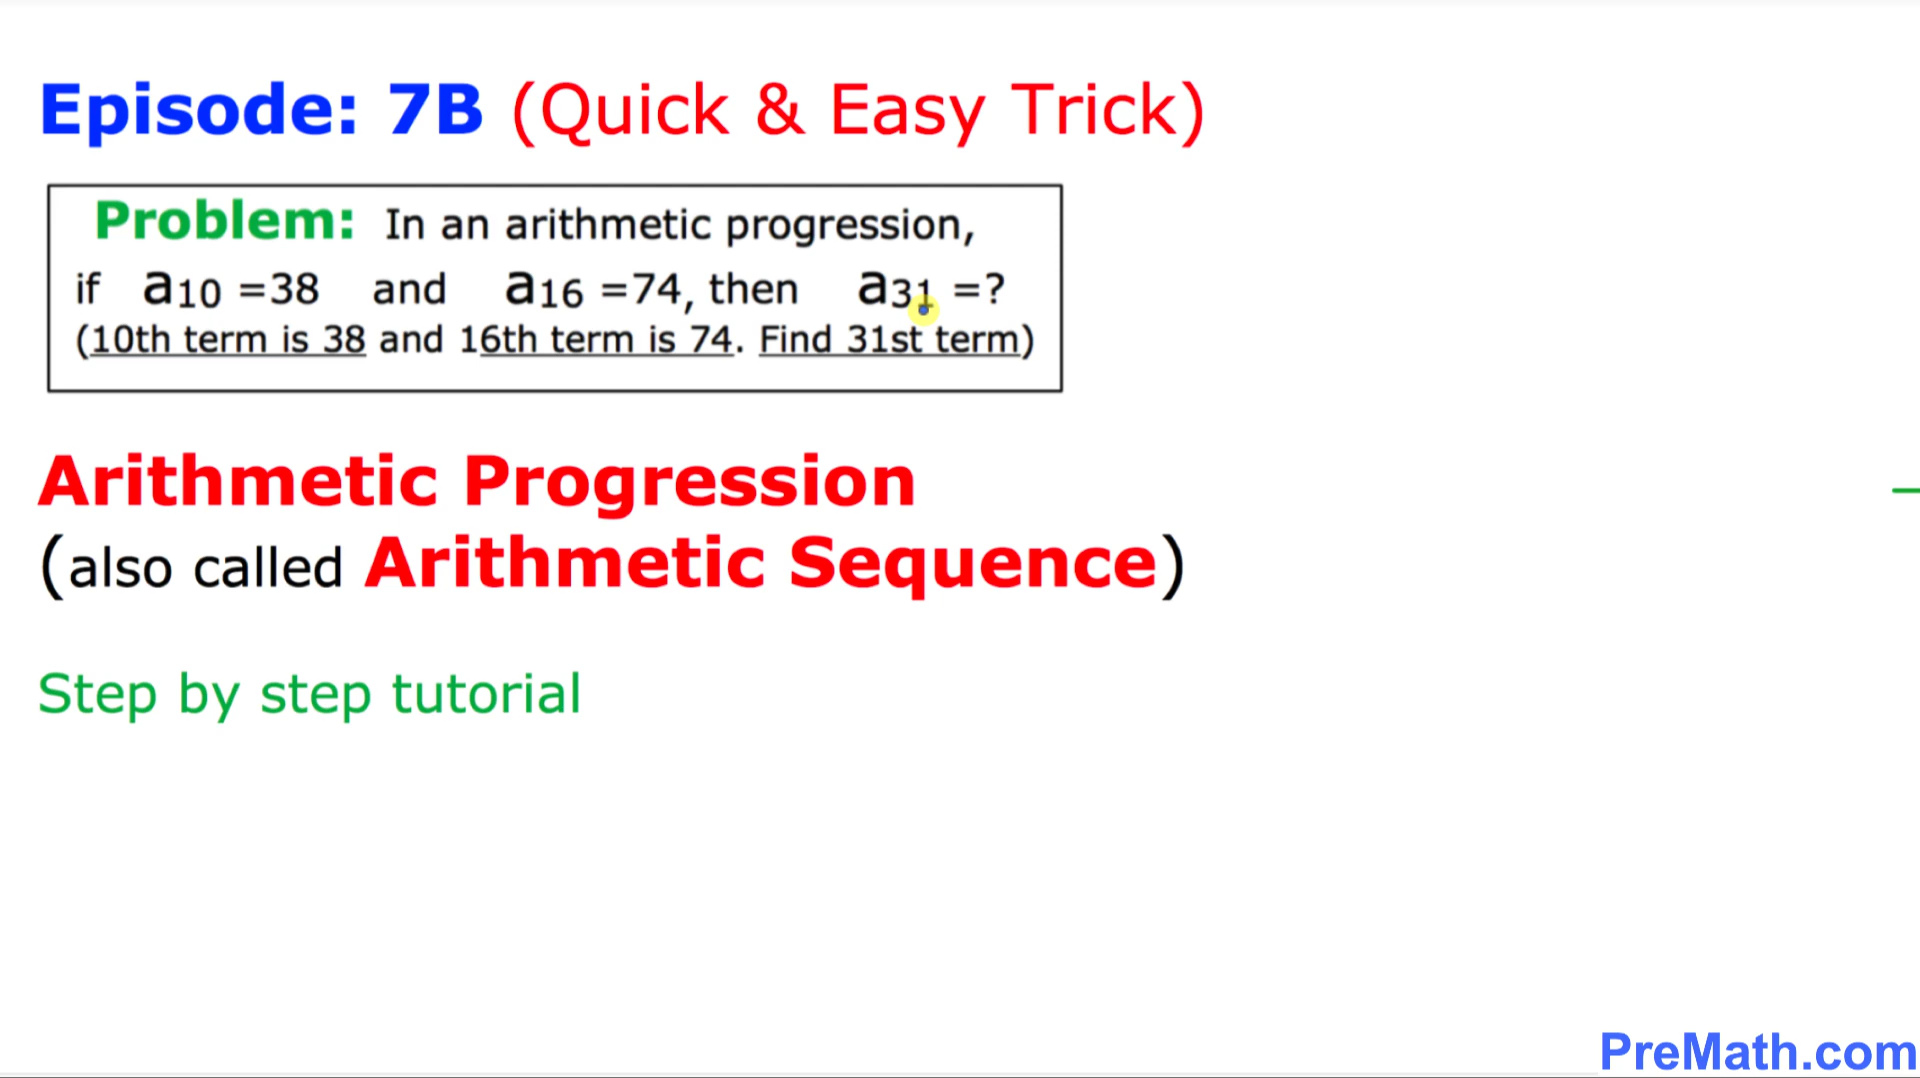 Episode: 7B (Quick & Easy Trick)
Problem: In an arithmetic progression,
if a10 =38 and a16 =74, then a31 =?
(10th term is 38 and 16th term is 74. Find 31st term)
Arithmetic Progression
(also called Arithmetic Sequence)
Step by step tutorial
PreMath.com